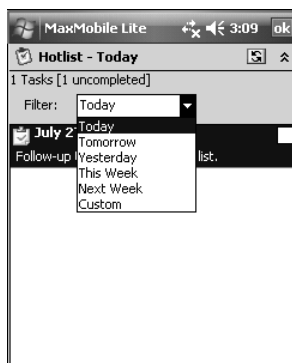 MaxMobile Lite 3:09 ok
Hotlist - Today
1 Tasks [1 uncompleted]
Filter: Today
July 2
Today
Follow-up
list.
Tomorrow
Yesterday
This Week
Next Week
Custom